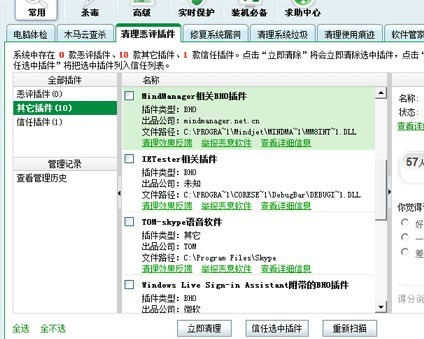 常用 杀毒 高级 实时保护 装机必备 求助中心
电脑体检 木马云查杀 清理恶评插件 修复系统漏洞 清理系统垃圾 清理使用痕迹 软件管家
系统中存在 0 款恶评插件、10 款其它插件、1 款信任插件。点击“立即清理”将会立即清除选中插件，点击“
任选中插件”将把选中插件列入信任列表。
全部插件
恶评插件(0)
其它插件(10)
信任插件(1)
管理记录
查看管理历史
名称
MindManager相关BHO插件
插件类型: BHO
出品公司: mindmanager.net.cn
文件路径: C:\PROGRA~1\Mindjet\MINDMA~1\MM8INT~1.DLL
清理效果反馈 举报恶意软件 查看详细信息
IETester相关插件
插件类型: BHO
出品公司: 未知
文件路径: C:\PROGRA~1\CORESE~1\DebugBar\DEBUGI~1.DLL
清理效果反馈 举报恶意软件 查看详细信息
TOM-skype语音软件
插件类型: 其它
出品公司: TOM
文件路径: C:\Program Files\Skype
清理效果反馈 举报恶意软件 查看详细信息
Windows Live Sign-in Assistant附带的BHO插件
插件类型: BHO
出品公司: 微软
名称:
状态:
查看详
57人
你觉得
好
一
差
得分说
全选 全不选 立即清理 信任选中插件 重新扫描